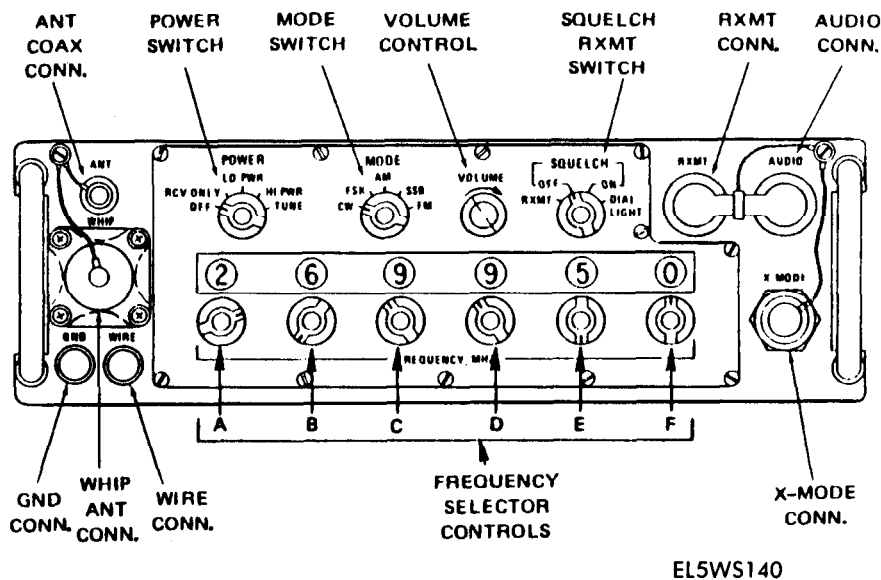 ANT COAX CONN.
POWER SWITCH
MODE SWITCH
VOLUME CONTROL
SQUELCH RXMT SWITCH
RXMT CONN.
AUDIO CONN.
ANT
WHIP
GND
WIRE
POWER
LO PWR
RCV ONLY
HI PWR
OFF
TUNE
MODE
AM
FSK
SSB
CW
FM
VOLUME
SQUELCH
OFF
ON
RXMT
DIAL LIGHT
RXMT
AUDIO
X MODE
2 6 9 9 5 0
FREQUENCY, MH
A B C D E F
GND CONN.
WHIP ANT CONN.
WIRE CONN.
FREQUENCY SELECTOR CONTROLS
X-MODE CONN.
EL5WS140